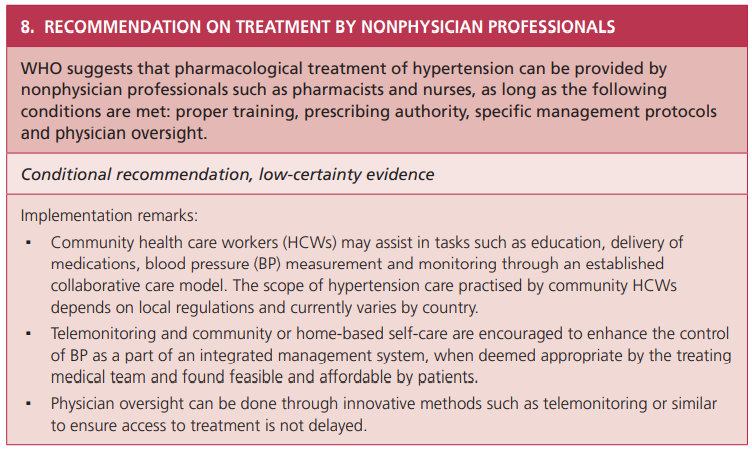 8. RECOMMENDATION ON TREATMENT BY NONPHYSICIAN PROFESSIONALS
WHO suggests that pharmacological treatment of hypertension can be provided by
nonphysician professionals such as pharmacists and nurses, as long as the following
conditions are met: proper training, prescribing authority, specific management protocols
and physician oversight.
Conditional recommendation, low-certainty evidence
Implementation remarks:
▪ Community health care workers (HCWs) may assist in tasks such as education, delivery of
medications, blood pressure (BP) measurement and monitoring through an established
collaborative care model. The scope of hypertension care practised by community HCWs
depends on local regulations and currently varies by country.
▪ Telemonitoring and community or home-based self-care are encouraged to enhance the control
of BP as a part of an integrated management system, when deemed appropriate by the treating
medical team and found feasible and affordable by patients.
▪ Physician oversight can be done through innovative methods such as telemonitoring or similar
to ensure access to treatment is not delayed.